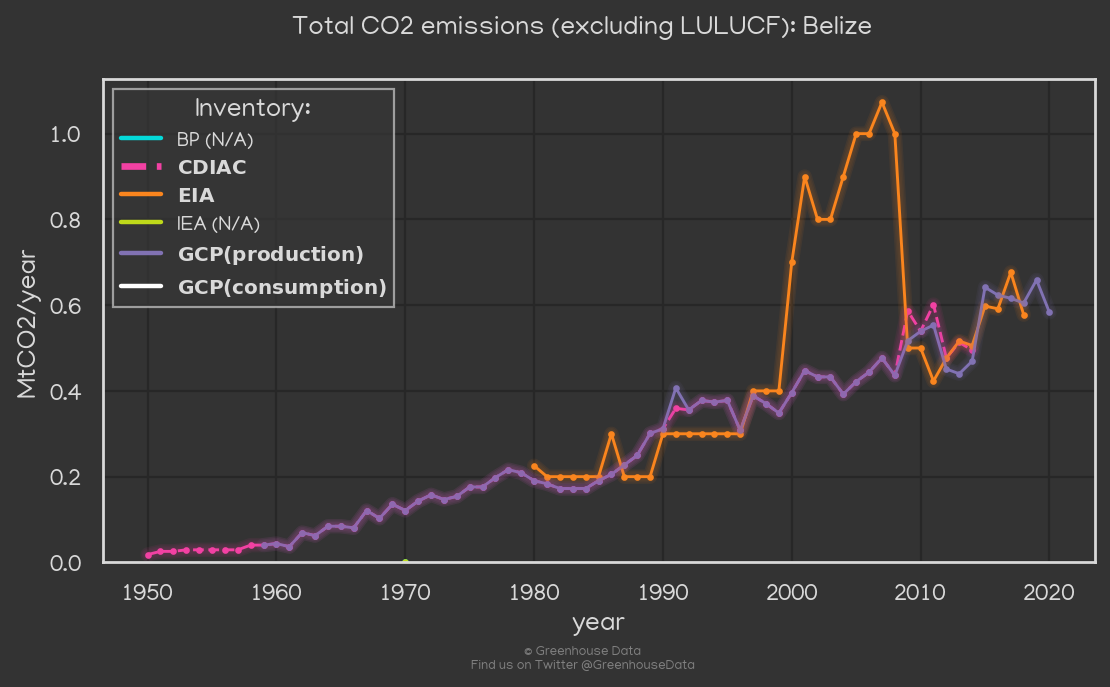 Total CO2 emissions (excluding LULUCF): Belize
Inventory:
BP (N/A)
CDIAC
EIA
IEA (N/A)
GCP(production)
GCP(consumption)
MtCO2/year
1.0
0.8
0.6
0.4
0.2
0.0
1950 1960 1970 1980 1990 2000 2010 2020
year
© Greenhouse Data
Find us on Twitter @GreenhouseData